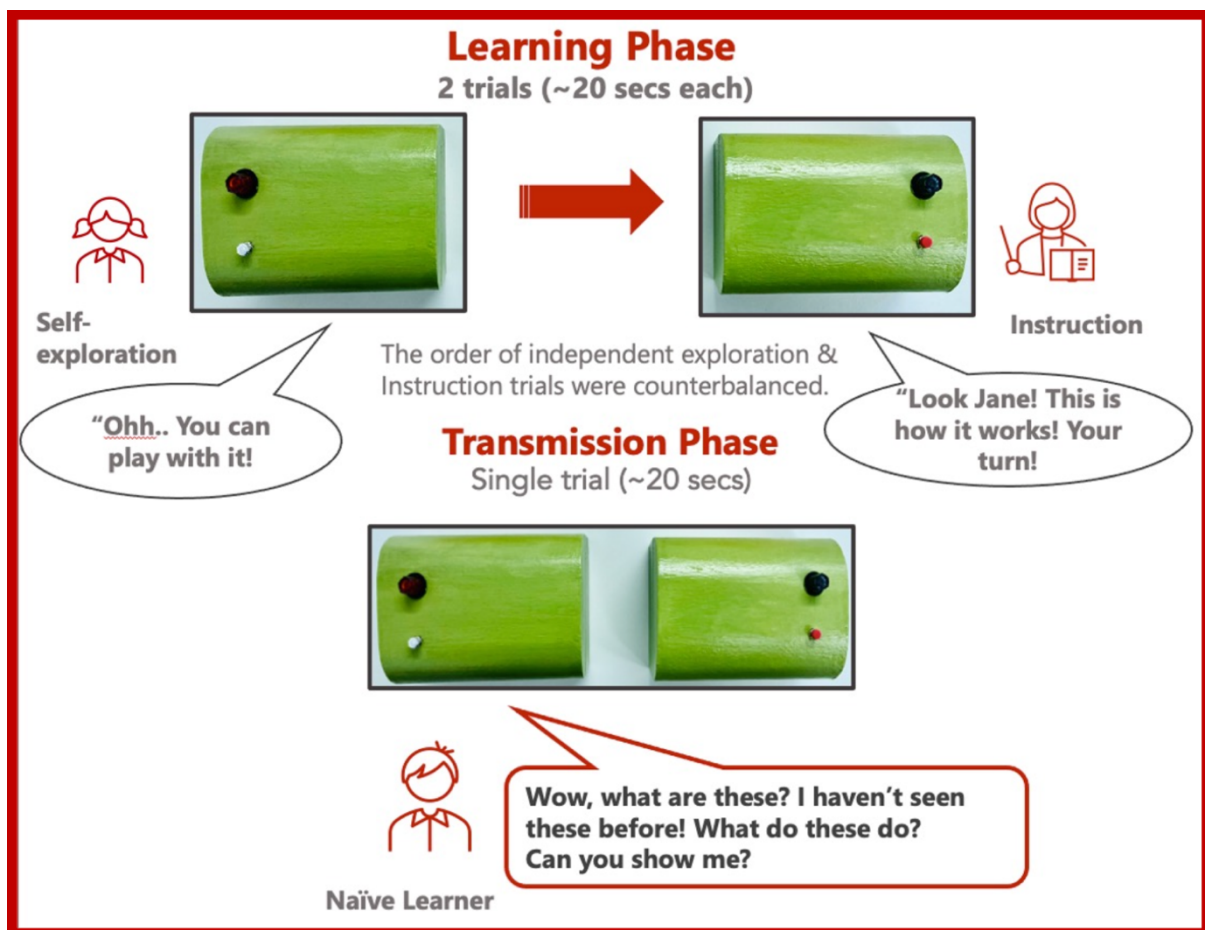 Learning Phase
2 trials (~20 secs each)
Self-
exploration
Instruction
"Ohh.. You can
play with it!
The order of independent exploration &
Instruction trials were counterbalanced.
"Look Jane! This is
how it works! Your
turn!
Transmission Phase
Single trial (~20 secs)
Wow, what are these? I haven't seen
these before! What do these do?
Can you show me?
Naïve Learner